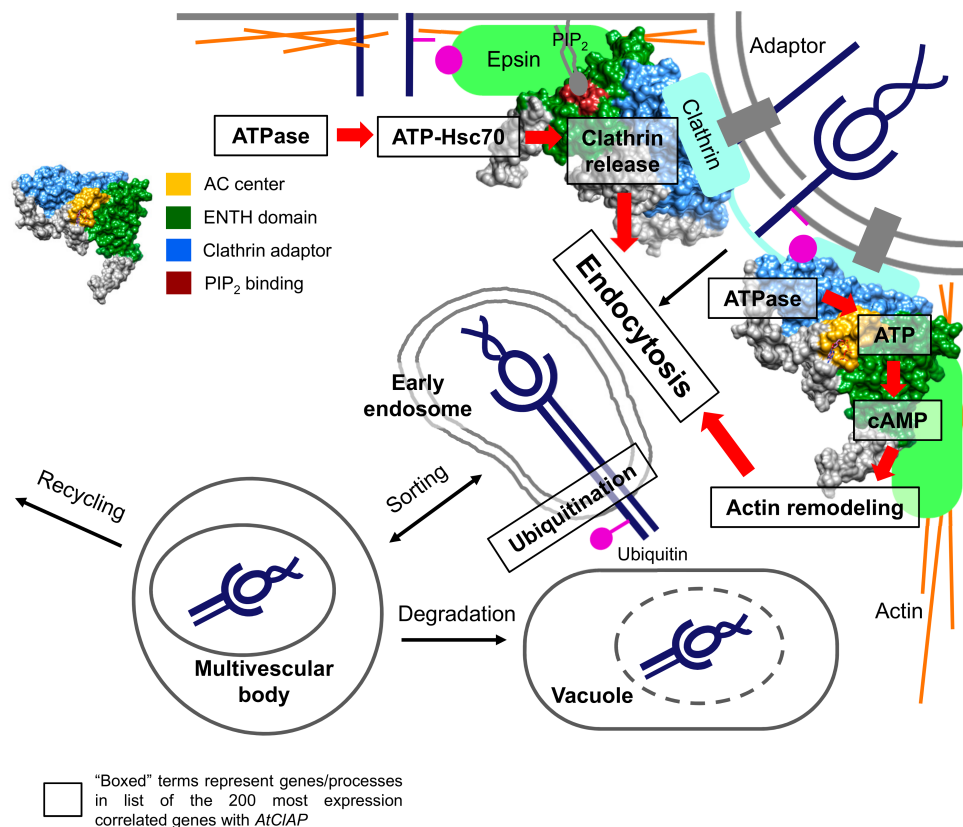 PIP2
Epsin
Adaptor
Clathrin
ATPase
ATP-Hsc70
Clathrin
release
AC center
ENTH domain
Clathrin adaptor
PIP2 binding
Endocytosis
ATPase
ATP
cAMP
Actin remodeling
Early
endosome
Ubiquitination
Ubiquitin
Sorting
Recycling
Degradation
Actin
Multivescular
body
Vacuole
“Boxed” terms represent genes/processes
in list of the 200 most expression
correlated genes with AtCIAP